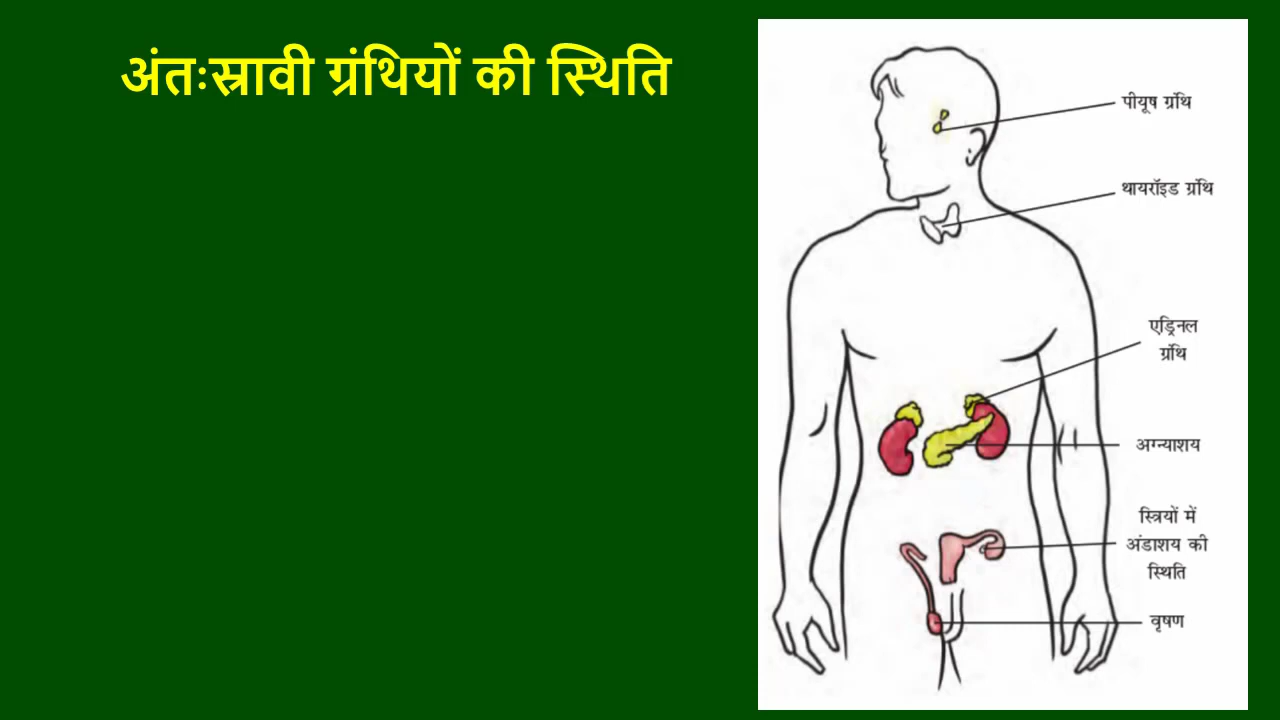 अंतःस्रावी ग्रंथियों की स्थिति
पीयूष ग्रंथि
थायरॉइड ग्रंथि
एड्रिनल
ग्रंथि
अग्न्याशय
स्त्रियों में
अंडाशय की
स्थिति
वृषण